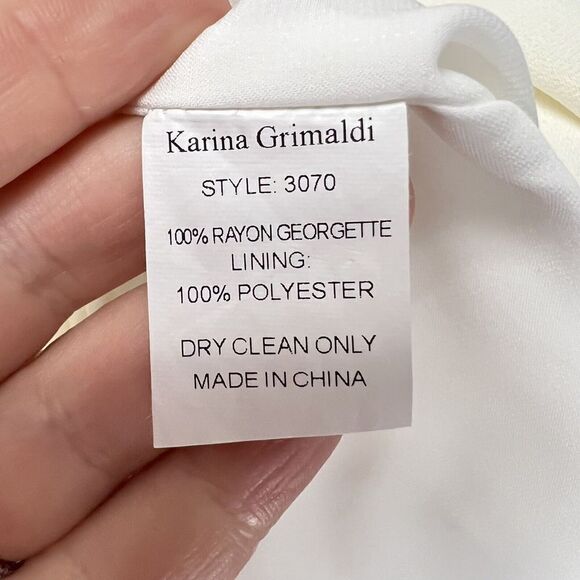 Karina Grimaldi
STYLE: 3070
100% RAYON GEORGETTE
LINING:
100% POLYESTER
DRY CLEAN ONLY
MADE IN CHINA